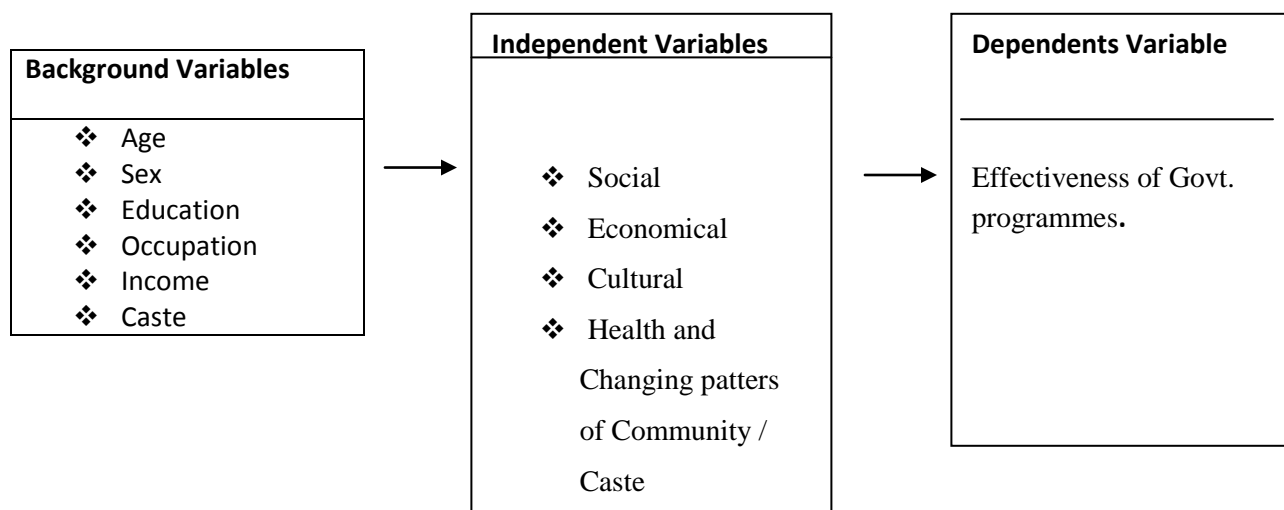 Background Variables
❖ Age
❖ Sex
❖ Education
❖ Occupation
❖ Income
❖ Caste
Independent Variables
❖ Social
❖ Economical
❖ Cultural
❖ Health and
Changing patters
of Community /
Caste
Dependents Variable
Effectiveness of Govt.
programmes.